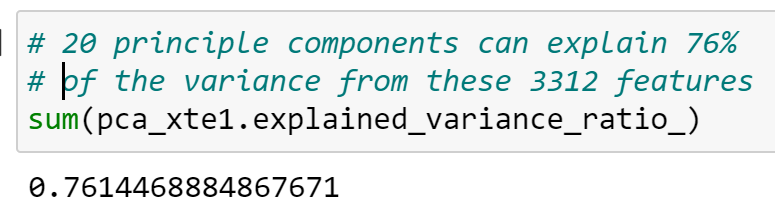 # 20 principle components can explain 76%
# of the variance from these 3312 features
sum(pca_xte1.explained_variance_ratio_)
0.7614468884867671